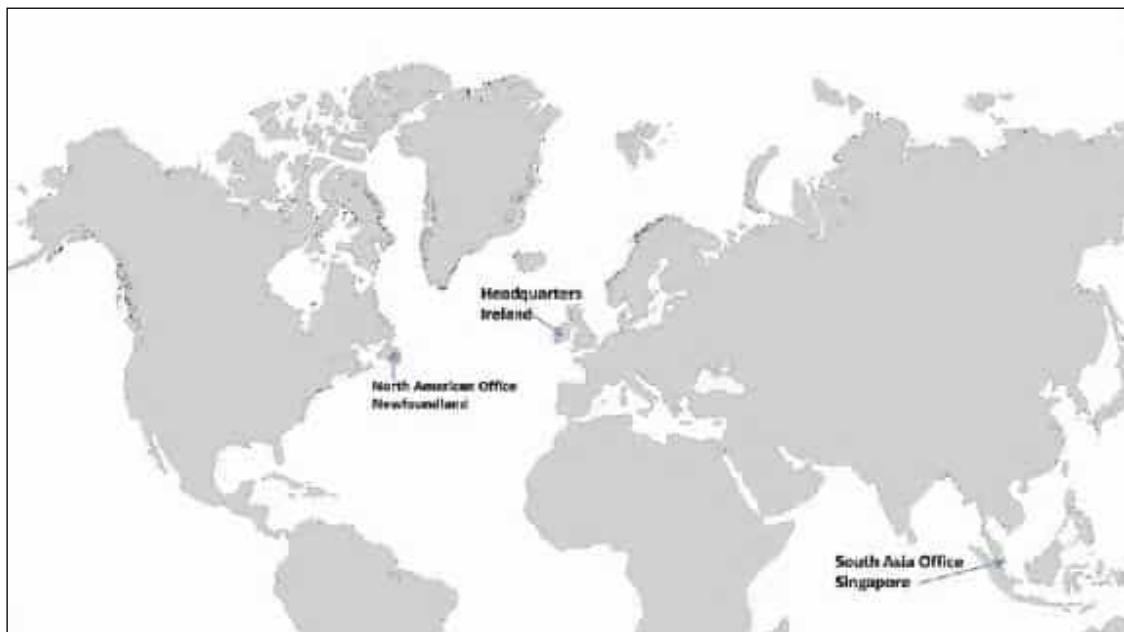 Headquarters
Ireland
North American Office
Newfoundland
South Asia Office
Singapore